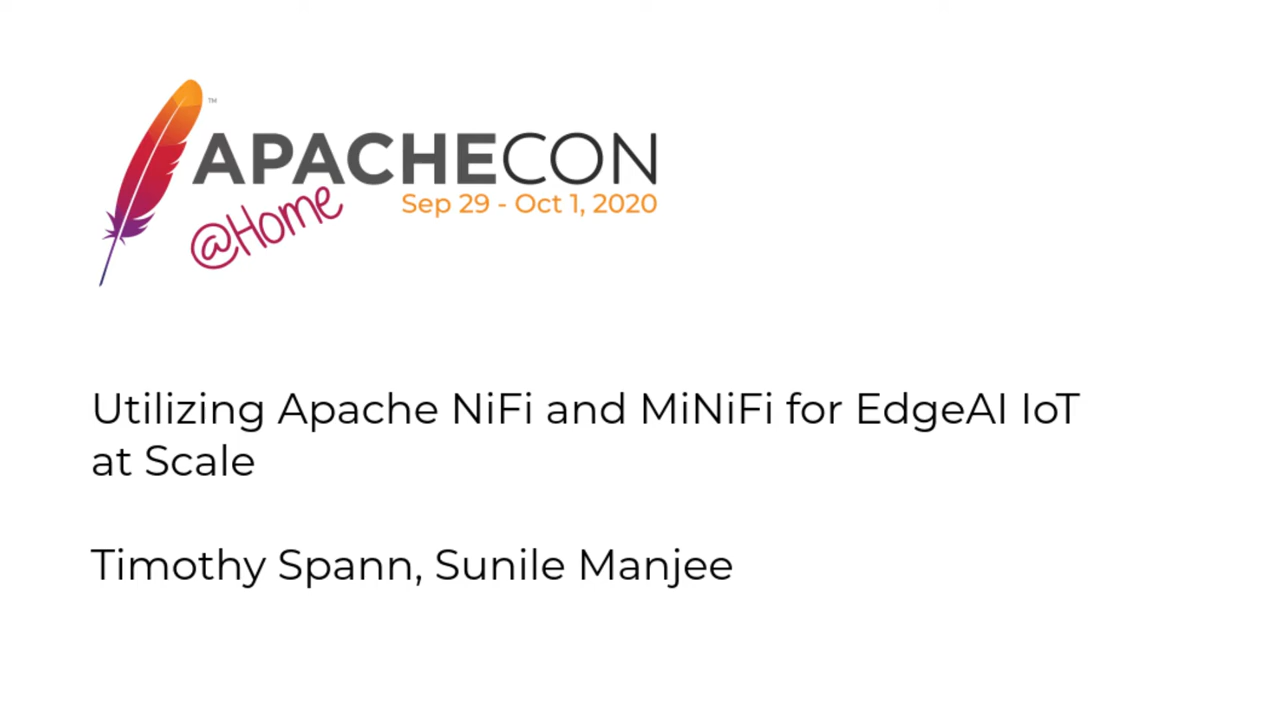 APACHECON ™
@Home
Sep 29 - Oct 1, 2020
Utilizing Apache NiFi and MiNiFi for EdgeAI IoT
at Scale
Timothy Spann, Sunile Manjee